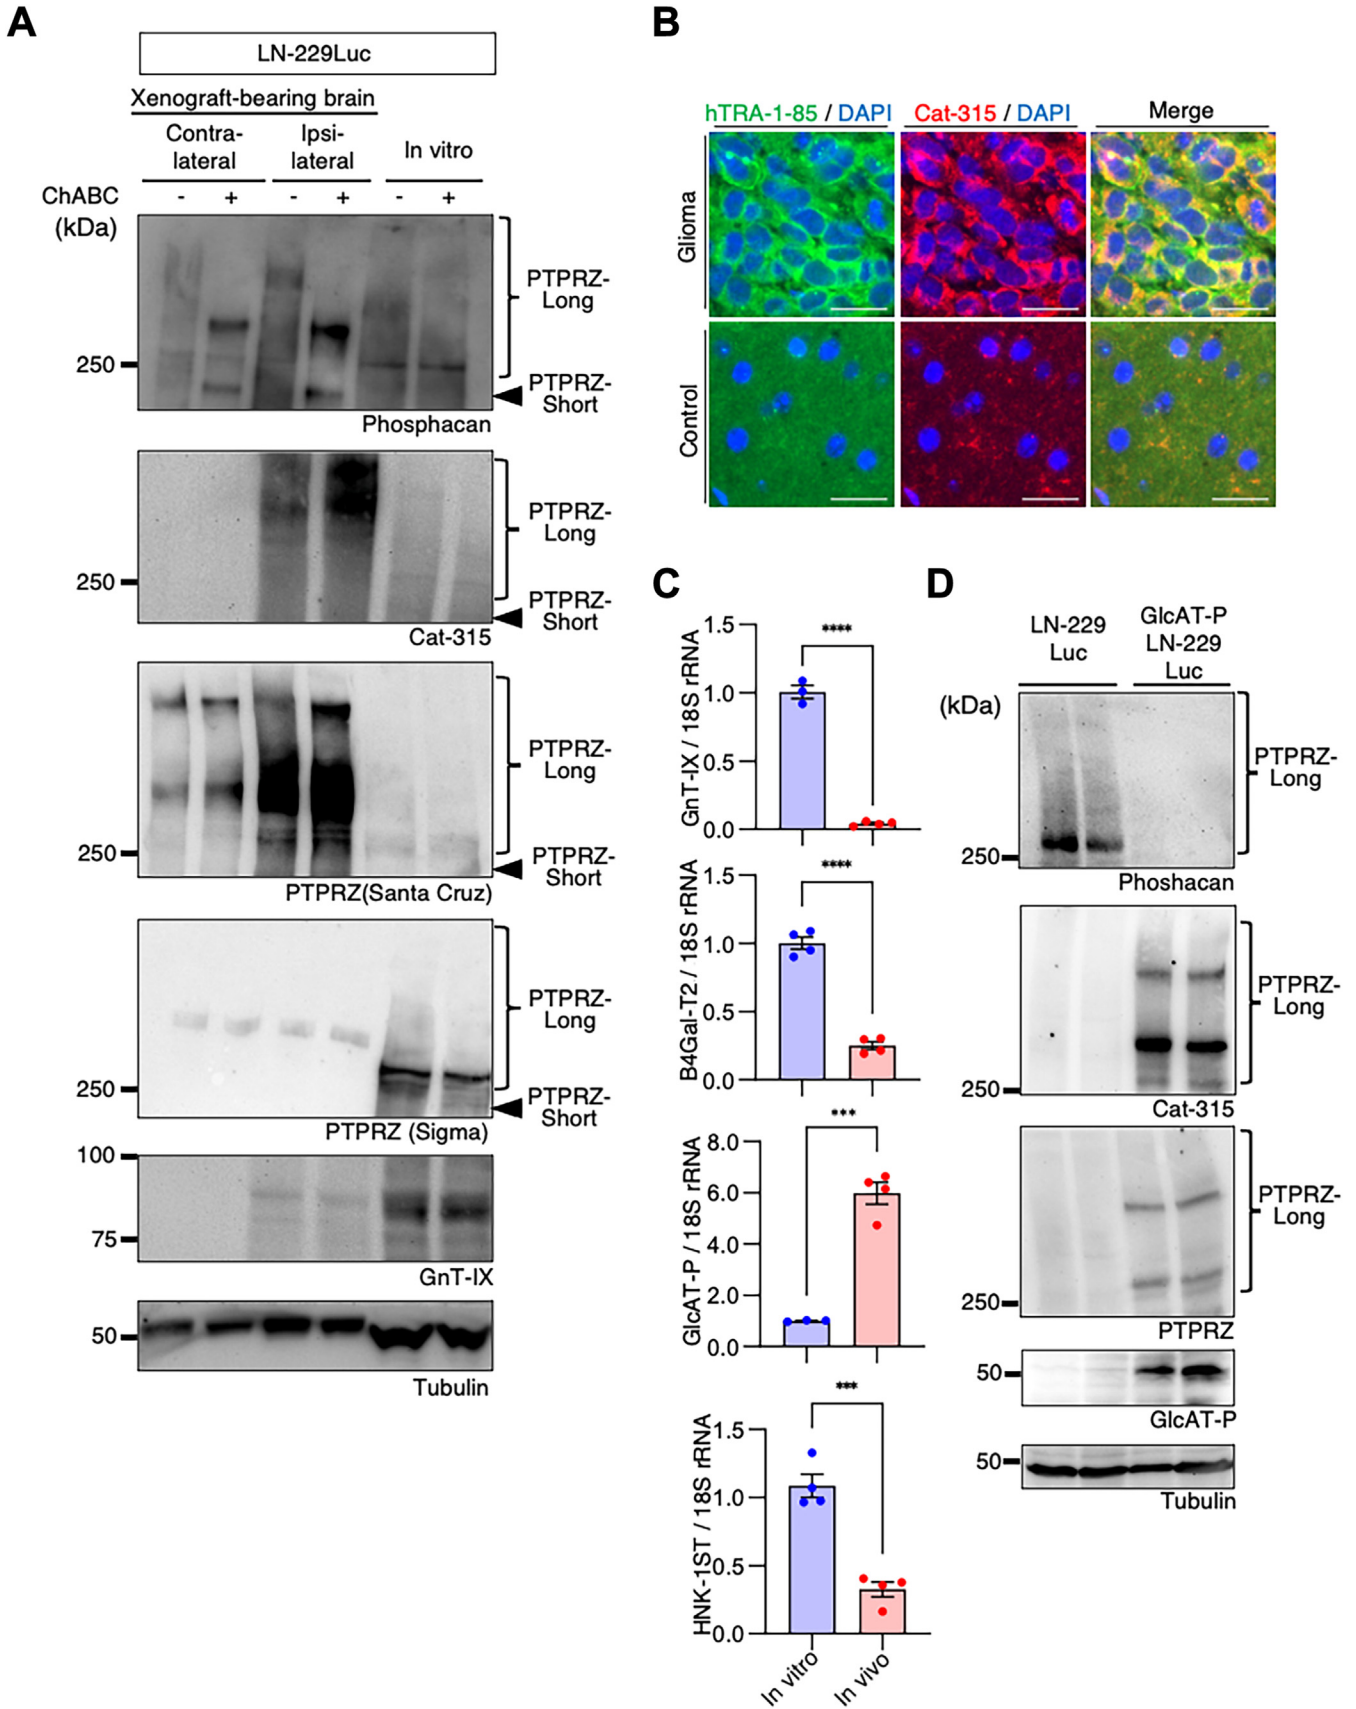 A
LN-229Luc
Xenograft-bearing brain
Contra-
lateral
Ipsi-
lateral
In vitro
ChABC - + - + - +
(kDa)
PTPRZ-
Long
250
PTPRZ-
Short
Phosphacan
PTPRZ-
Long
250
PTPRZ-
Short
Cat-315
PTPRZ-
Long
250
PTPRZ-
Short
PTPRZ(Santa Cruz)
PTPRZ-
Long
250
PTPRZ-
Short
PTPRZ (Sigma)
100
75
GnT-IX
50
Tubulin
B
hTRA-1-85 / DAPI
Cat-315 / DAPI
Merge
Glioma
Control
C
GnT-IX / 18S rRNA
1.5
1.0
0.5
0.0
****
B4Gal-T2 / 18S rRNA
1.5
1.0
0.5
0.0
****
GlcAT-P / 18S rRNA
8.0
6.0
4.0
2.0
0.0
***
HNK-1ST / 18S rRNA
1.5
1.0
0.5
0.0
***
In vitro
In vivo
D
LN-229
Luc
GlcAT-P
LN-229
Luc
(kDa)
PTPRZ-
Long
250
Phoshacan
PTPRZ-
Long
250
Cat-315
PTPRZ-
Long
250
PTPRZ
50
GlcAT-P
50
Tubulin